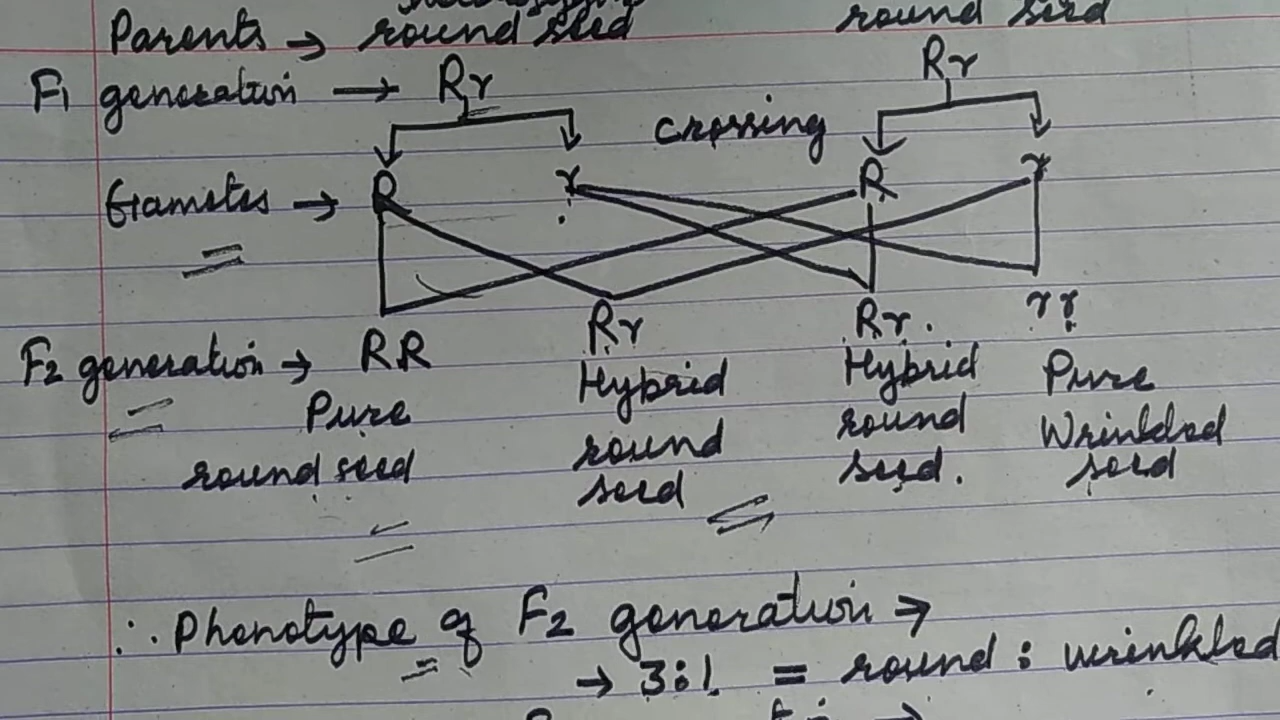 Parents → round seed round seed
F1 generation → Rr Rr
crossing
Gametes → R r R r
F2 generation → RR Rr Rr. rr
Pure Hybrid Hybrid Pure
round seed round round Wrinkled
seed seed. seed
∴ Phenotype of F2 generation →
→ 3:1 = round : wrinkled